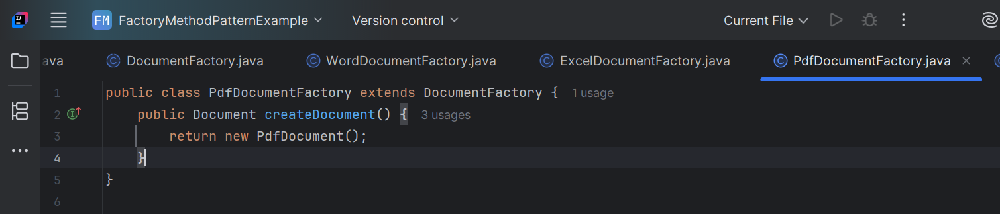 IJ FM FactoryMethodPatternExample Version control Current File
ava DocumentFactory.java WordDocumentFactory.java ExcelDocumentFactory.java PdfDocumentFactory.java
1 public class PdfDocumentFactory extends DocumentFactory { 1 usage
2 public Document createDocument() { 3 usages
3 return new PdfDocument();
4 }
5 }
6